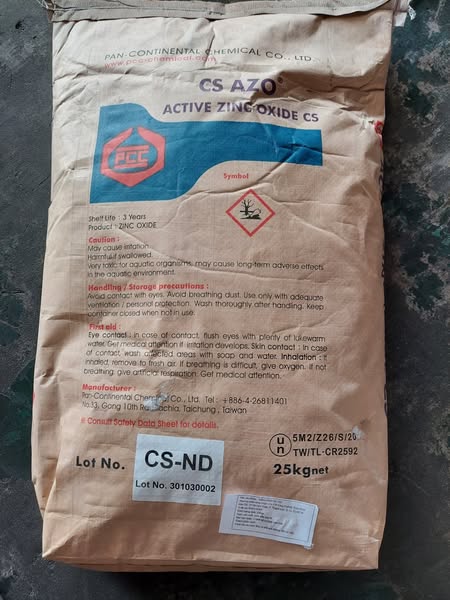 PAN-CONTINENTAL CHEMICAL CO., LTD.
www.pcc-chemical.com
CS AZO®
ACTIVE ZINC OXIDE CS
PCC
Symbol
Shelf Life : 3 Years
Product : ZINC OXIDE
Caution :
May cause irritation.
Harmful if swallowed.
Very toxic for aquatic organisms, may cause long-term adverse effects
in the aquatic environment.
Handling / Storage precautions :
Avoid contact with eyes. Avoid breathing dust. Use only with adequate
ventilation / personal protection. Wash thoroughly after handling. Keep
container closed when not in use.
First aid :
Eye contact : in case of contact, flush eyes with plenty of lukewarm
water. Get medical attention if irritation develops. Skin contact : In case
of contact, wash affected areas with soap and water. Inhalation : If
inhaled, remove to fresh air. If breathing is difficult, give oxygen. If not
breathing, give artificial respiration. Get medical attention.
Manufacturer :
Pan-Continental Chemical Co., Ltd. Tel : +886-4-26811401
No.33, Gong 10th Rd. Dachia, Taichung , Taiwan
※ Consult Safety Data Sheet for details.
Lot No.
CS-ND
Lot No. 301030002
un
5M2/Z26/S/20
TW/TL-CR2592
25kg net